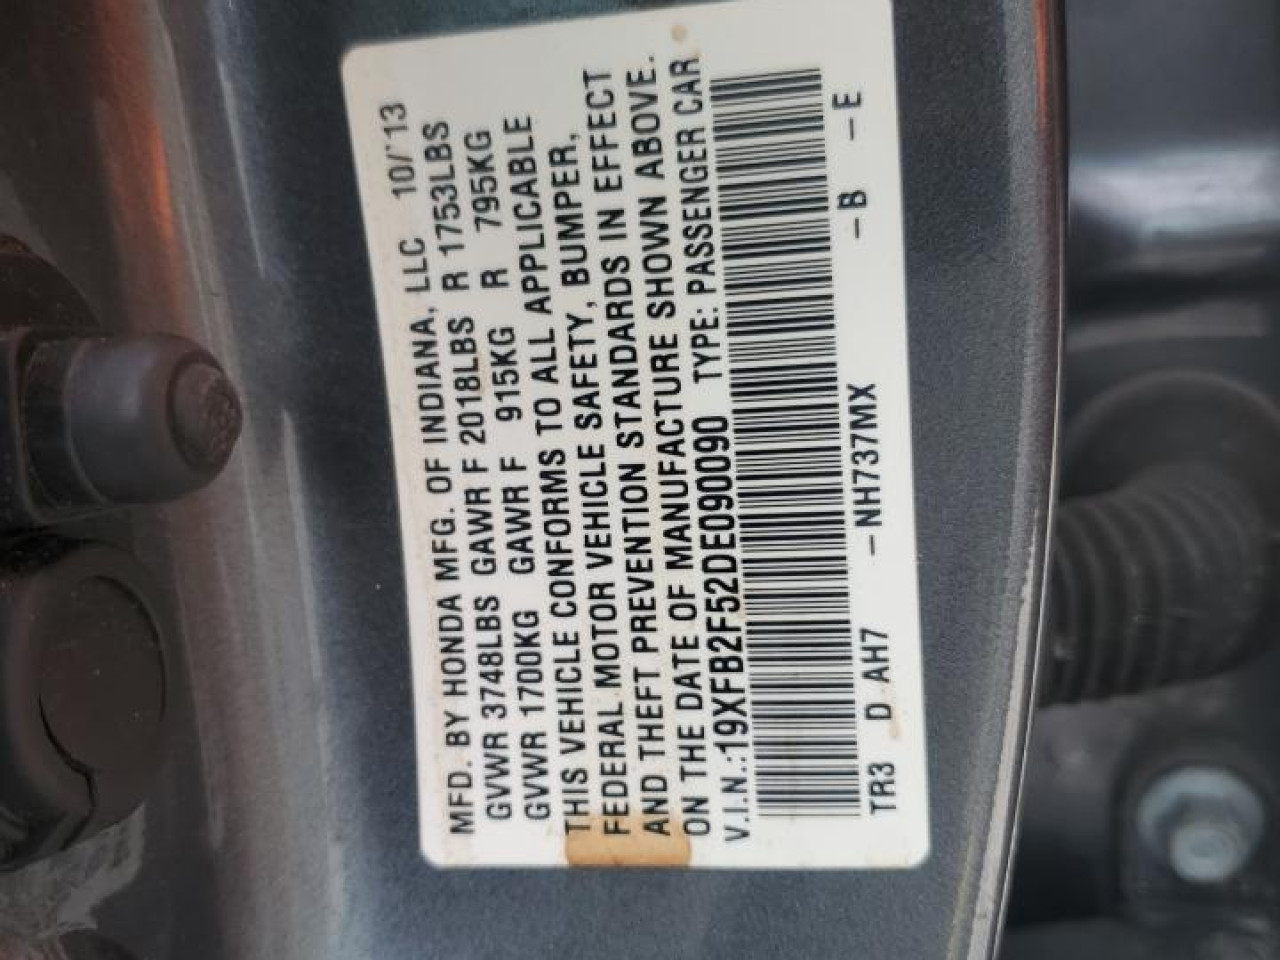 MFD. BY HONDA MFG. OF INDIANA, LLC 10/13
GVWR 3748LBS GAWR F 2018LBS R 1753LBS
GVWR 1700KG GAWR F 915KG R 795KG
THIS VEHICLE CONFORMS TO ALL APPLICABLE
FEDERAL MOTOR VEHICLE SAFETY, BUMPER,
AND THEFT PREVENTION STANDARDS IN EFFECT
ON THE DATE OF MANUFACTURE SHOWN ABOVE.
V.I.N.:19XFB2F52DE090090 TYPE: PASSENGER CAR
TR3 D AH7 -NH737MX -B -E